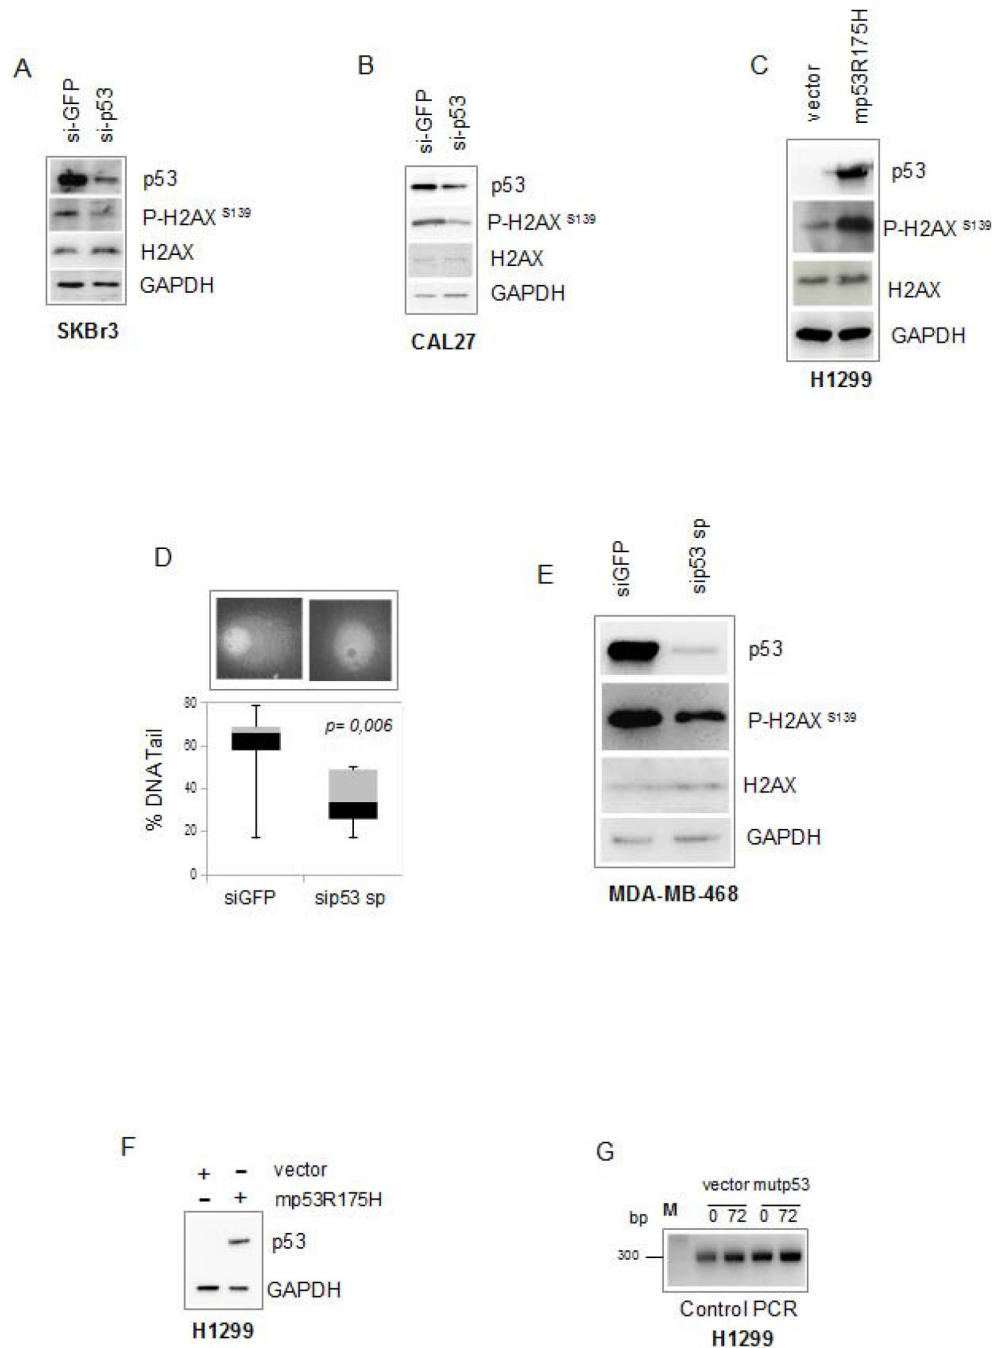 A
si-GFP
si-p53
p53
P-H2AX S139
H2AX
GAPDH
SKBr3
B
si-GFP
si-p53
p53
P-H2AX S139
H2AX
GAPDH
CAL27
C
vector
mp53R175H
p53
P-H2AX S139
H2AX
GAPDH
H1299
D
% DNA Tail
80
60
40
20
0
p= 0,006
siGFP
sip53 sp
E
siGFP
sip53 sp
p53
P-H2AX S139
H2AX
GAPDH
MDA-MB-468
F
+ - vector
- + mp53R175H
p53
GAPDH
H1299
G
vector mutp53
bp M 0 72 0 72
300
Control PCR
H1299